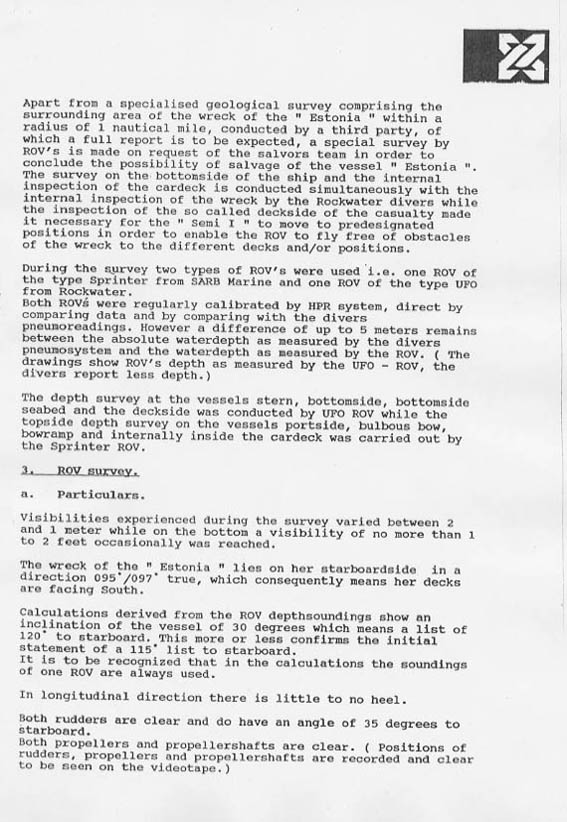 Apart from a specialised geological survey comprising the
surrounding area of the wreck of the " Estonia " within a
radius of 1 nautical mile, conducted by a third party, of
which a full report is to be expected, a special survey by
ROV's is made on request of the salvors team in order to
conclude the possibility of salvage of the vessel " Estonia ".
The survey on the bottomside of the ship and the internal
inspection of the cardeck is conducted simultaneously with the
internal inspection of the wreck by the Rockwater divers while
the inspection of the so called deckside of the casualty made
it necessary for the " Semi I " to move to predesignated
positions in order to enable the ROV to fly free of obstacles
of the wreck to the different decks and/or positions.
During the survey two types of ROV's were used i.e. one ROV of
the type Sprinter from SARB Marine and one ROV of the type UFO
from Rockwater.
Both ROVs were regularly calibrated by HPR system, direct by
comparing data and by comparing with the divers
pneumoreadings. However a difference of up to 5 meters remains
between the absolute waterdepth as measured by the divers
pneumosystem and the waterdepth as measured by the ROV. ( The
drawings show ROV's depth as measured by the UFO - ROV, the
divers report less depth.)
The depth survey at the vessels stern, bottomside, bottomside
seabed and the deckside was conducted by UFO ROV while the
topside depth survey on the vessels portside, bulbous bow,
bowramp and internally inside the cardeck was carried out by
the Sprinter ROV.
3. ROV survey.
a. Particulars.
Visibilities experienced during the survey varied between 2
and 1 meter while on the bottom a visibility of no more than 1
to 2 feet occasionally was reached.
The wreck of the " Estonia " lies on her starboardside in a
direction 095°/097° true, which consequently means her decks
are facing South.
Calculations derived from the ROV depthsoundings show an
inclination of the vessel of 30 degrees which means a list of
120° to starboard. This more or less confirms the initial
statement of a 115° list to starboard.
It is to be recognized that in the calculations the soundings
of one ROV are always used.
In longitudinal direction there is little to no heel.
Both rudders are clear and do have an angle of 35 degrees to
starboard.
Both propellers and propellershafts are clear. ( Positions of
rudders, propellers and propellershafts are recorded and clear
to be seen on the videotape.)